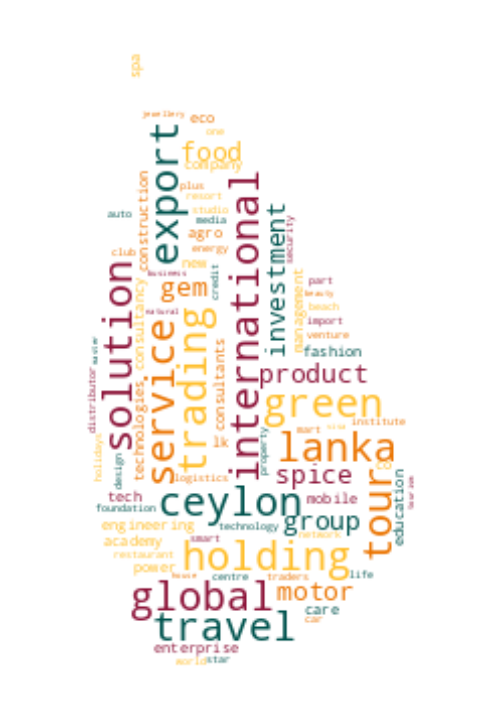 spa
jewellery
eco
one
export
food
company
plus
resort
construction
studio
auto
media
international
agro
investment
security
energy
club
new
solution
business
credit
gem
management
part
beauty
beach
consultancy
natural
import
service
trading
venture
master
consultants
fashion
distributor
product
technologies
green
institute
mart
lk
lanka
holidays
property
design
spice
logistics
tour
education
tourism
tech
ceylon
mobile
foundation
group
engineering
technology
network
academy
smart
holding
restaurant
power
house
centre
traders
life
global
motor
care
car
travel
enterprise
world
star